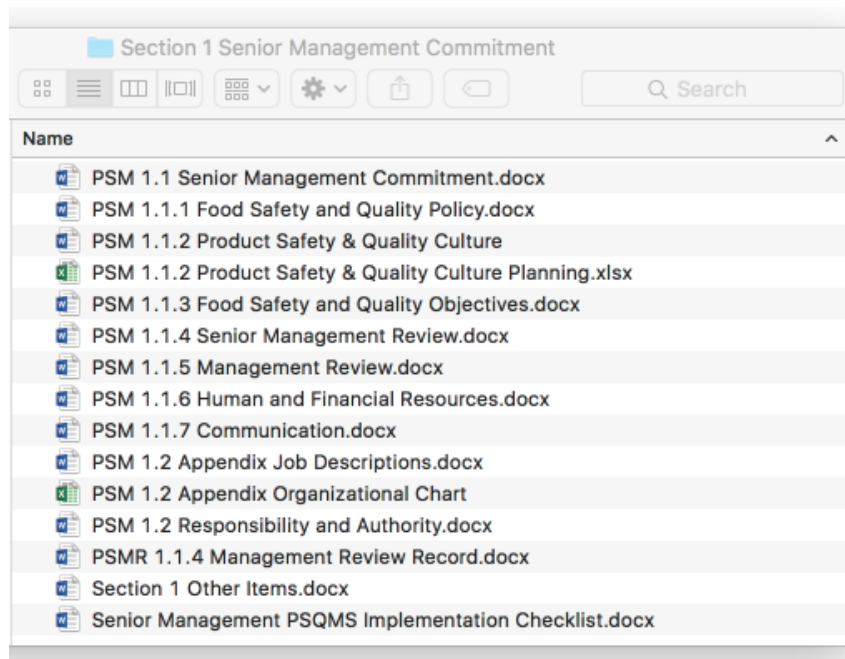 Section 1 Senior Management Commitment
Search
Name
PSM 1.1 Senior Management Commitment.docx
PSM 1.1.1 Food Safety and Quality Policy.docx
PSM 1.1.2 Product Safety & Quality Culture
PSM 1.1.2 Product Safety & Quality Culture Planning.xlsx
PSM 1.1.3 Food Safety and Quality Objectives.docx
PSM 1.1.4 Senior Management Review.docx
PSM 1.1.5 Management Review.docx
PSM 1.1.6 Human and Financial Resources.docx
PSM 1.1.7 Communication.docx
PSM 1.2 Appendix Job Descriptions.docx
PSM 1.2 Appendix Organizational Chart
PSM 1.2 Responsibility and Authority.docx
PSMR 1.1.4 Management Review Record.docx
Section 1 Other Items.docx
Senior Management PSQMS Implementation Checklist.docx